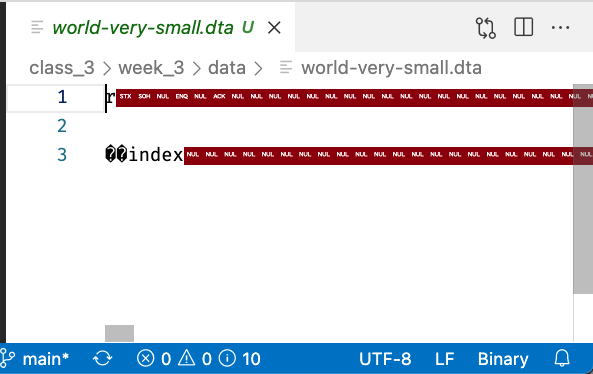 world-very-small.dta U
class_3 > week_3 > data > world-very-small.dta
1 r STX SOH NUL ENQ NUL ACK NUL NUL NUL NUL NUL NUL NUL NUL NUL NUL NUL NUL NUL NUL NUL NUL NUL NUL NUL NUL
2
3 ��index NUL NUL NUL NUL NUL NUL NUL NUL NUL NUL NUL NUL NUL NUL NUL NUL NUL NUL NUL NUL NUL NUL NUL
main* 0 0 10 UTF-8 LF Binary